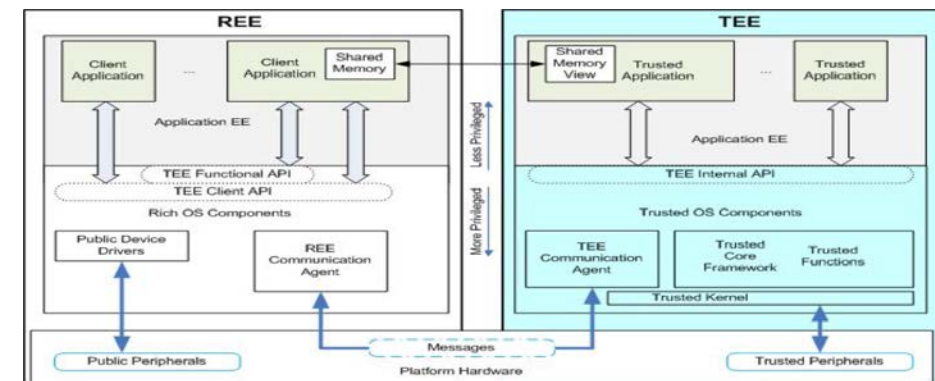 REE
TEE
Client
Application
...
Client
Application
Shared
Memory
Shared
Memory
View
Trusted
Application
...
Trusted
Application
Application EE
Less Privileged
Application EE
TEE Functional API
TEE Client API
TEE Internal API
Rich OS Components
More Privileged
Trusted OS Components
Public Device
Drivers
REE
Communication
Agent
TEE
Communication
Agent
Trusted
Core
Framework
Trusted
Functions
Trusted Kernel
Messages
Public Peripherals
Trusted Peripherals
Platform Hardware